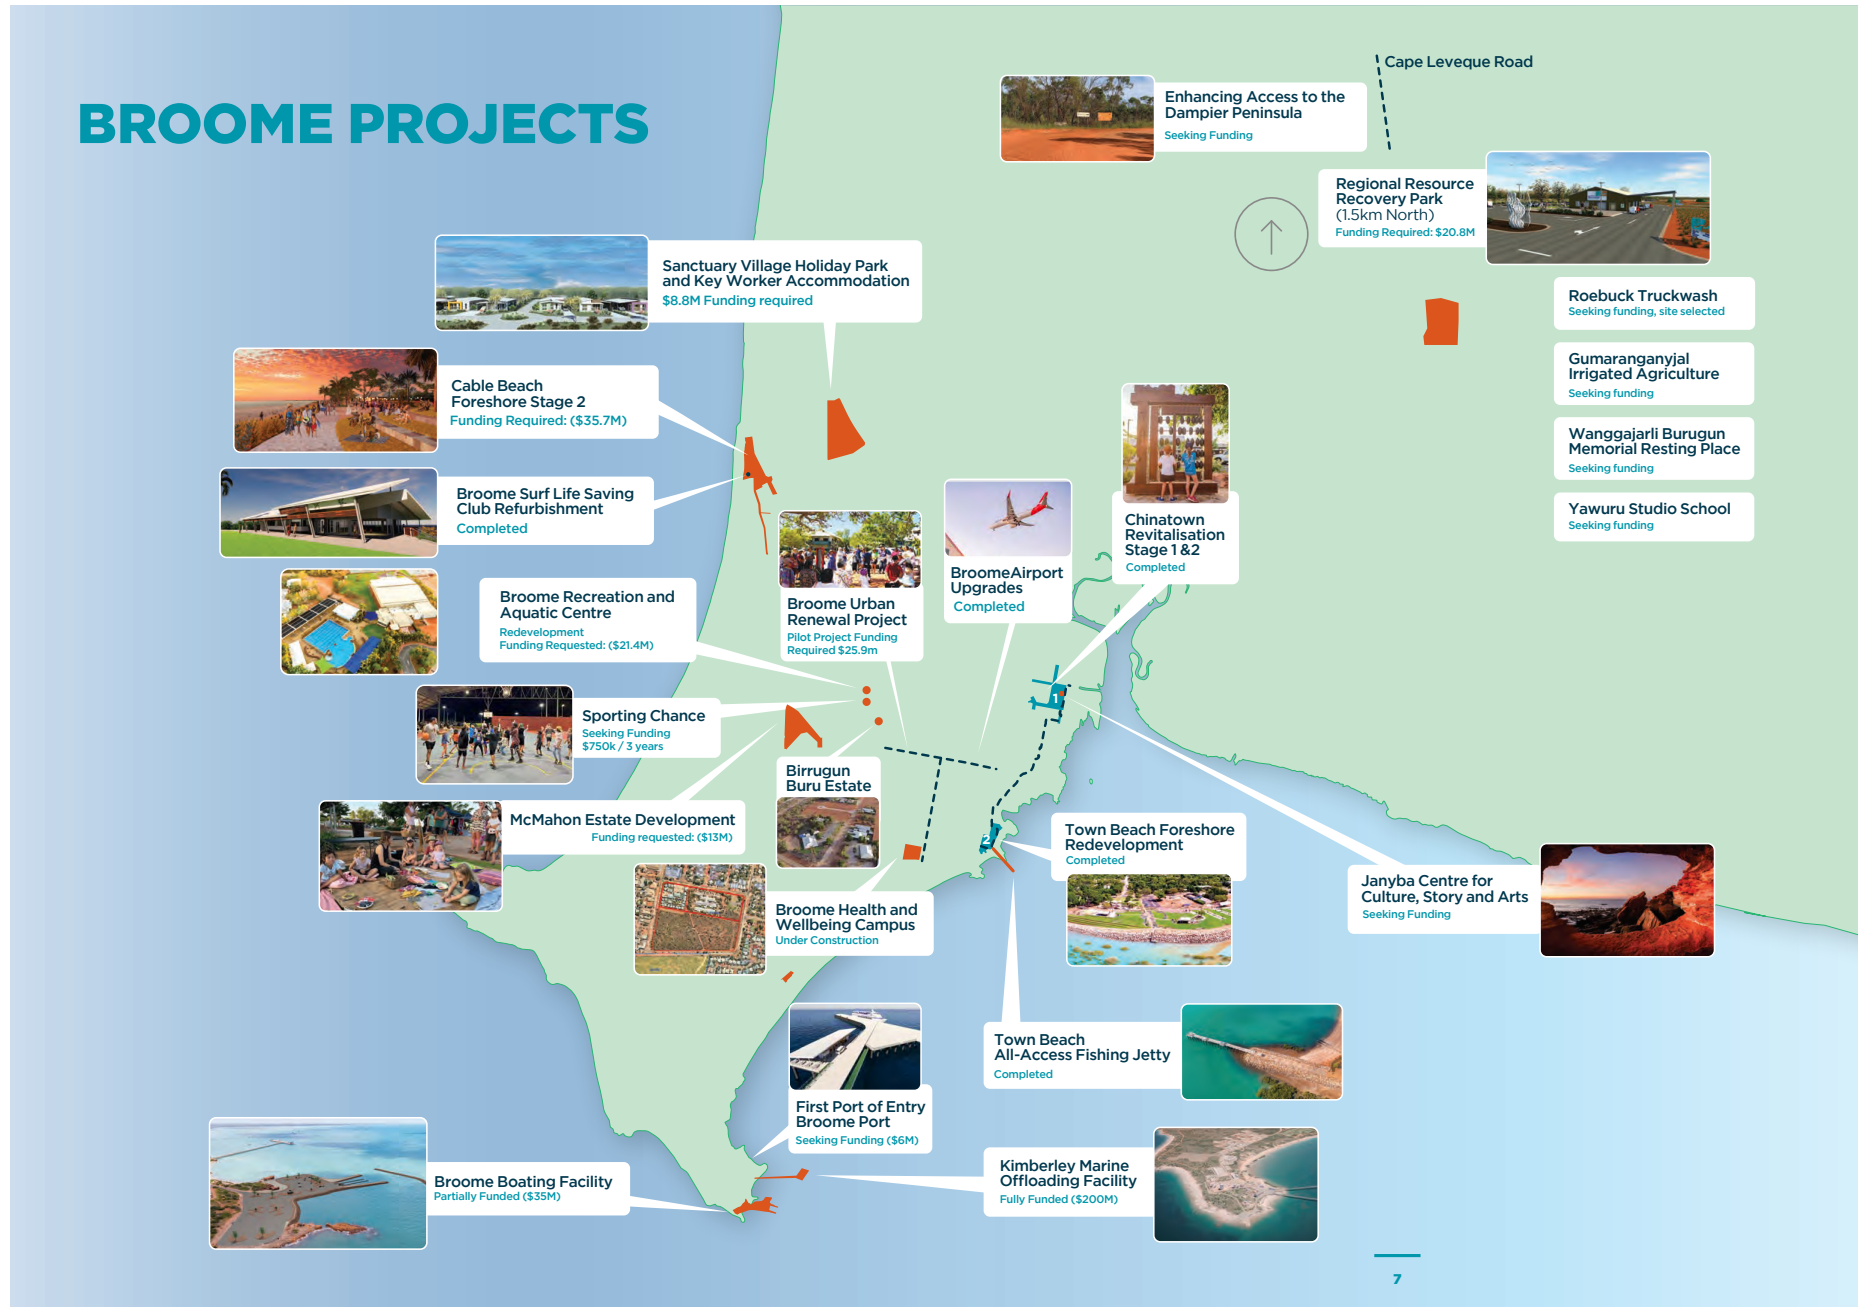 BROOME PROJECTS
Cape Leveque Road
Enhancing Access to the
Dampier Peninsula
Seeking Funding
Regional Resource
Recovery Park
(1.5km North)
Funding Required: $20.8M
Sanctuary Village Holiday Park
and Key Worker Accommodation
$8.8M Funding required
Roebuck Truckwash
Seeking funding, site selected
Gumaranganyjal
Irrigated Agriculture
Seeking funding
Wanggajarli Burugun
Memorial Resting Place
Seeking funding
Yawuru Studio School
Seeking funding
Cable Beach
Foreshore Stage 2
Funding Required: ($35.7M)
Broome Surf Life Saving
Club Refurbishment
Completed
Chinatown
Revitalisation
Stage 1 &2
Completed
BroomeAirport
Upgrades
Completed
Broome Urban
Renewal Project
Pilot Project Funding
Required $25.9m
Broome Recreation and
Aquatic Centre
Redevelopment
Funding Requested: ($21.4M)
1
Sporting Chance
Seeking Funding
$750k / 3 years
Birrugun
Buru Estate
McMahon Estate Development
Funding requested: ($13M)
2
Town Beach Foreshore
Redevelopment
Completed
Janyba Centre for
Culture, Story and Arts
Seeking Funding
Broome Health and
Wellbeing Campus
Under Construction
Town Beach
All-Access Fishing Jetty
Completed
First Port of Entry
Broome Port
Seeking Funding ($6M)
Kimberley Marine
Offloading Facility
Fully Funded ($200M)
Broome Boating Facility
Partially Funded ($35M)
7